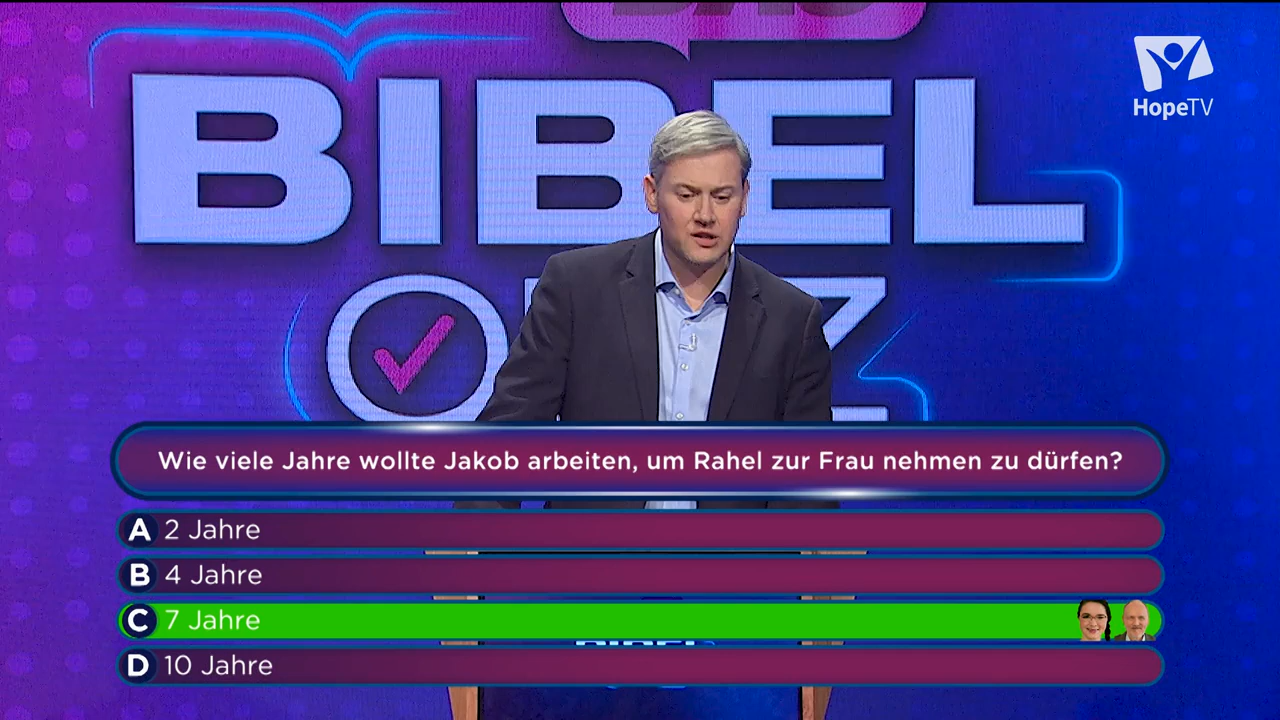 BIBEL
HopeTV
Wie viele Jahre wollte Jakob arbeiten, um Rahel zur Frau nehmen zu dürfen?
A 2 Jahre
B 4 Jahre
C 7 Jahre
D 10 Jahre